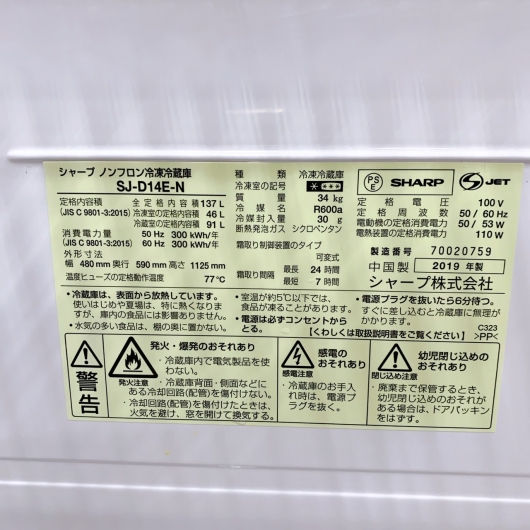 シャープ ノンフロン冷凍冷蔵庫
SJ-D14E-N
定格内容積 全定格内容積 137 L
(JIS C 9801-3:2015) 冷凍室の定格内容積 46 L
冷蔵室の定格内容積 91 L
消費電力量 50 Hz 300 kWh/年
(JIS C 9801-3:2015) 60 Hz 300 kWh/年
外形寸法
幅 480 mm 奥行 590 mm 高さ 1125 mm
温度ヒューズの定格動作温度 77℃
種類 冷凍冷蔵庫
冷凍室の記号
質量 34 kg
冷媒名 R600a
冷媒封入量 30 g
断熱発泡ガス シクロペンタン
霜取り制御装置のタイプ
可変式
霜取り間隔 最長 24 時間
最短 7 時間
PS
E
SHARP
S JET
定格電圧 100 V
定格周波数 50 / 60 Hz
電動機の定格消費電力 50 / 53 W
電熱装置の定格消費電力 110 W
製造番号 70020759
中国製 2019 年製
シャープ株式会社
•冷蔵庫は、表面から放熱しています。
使いはじめや夏場は、特に熱くなりますが、庫内の食品には影響ありません。
•水気の多い食品は、棚の奥に置かない。
•室温が約5℃以下では、食品が凍ることがあります。
•電源は必ずコンセントからとる。
•電源プラグを抜いたら6分待つ。
すぐに差し込むと冷蔵庫に無理がかかります。
【くわしくは取扱説明書をご覧ください】
C323
>PP<
警告
発火・爆発のおそれあり
発火注意
•冷蔵庫内で電気製品を使わない。
•冷蔵庫背面・側面などにある冷却回路(配管)を傷付けない。
•冷却回路(配管)を傷付けたときは、火気を避け、窓を開けて換気する。
感電のおそれあり
感電注意
•冷蔵庫のお手入れ時は、電源プラグを抜く。
幼児閉じ込めのおそれあり
閉じ込め注意
•廃棄まで保管するとき、幼児閉じ込めのおそれがある場合は、ドアパッキンをはずす。